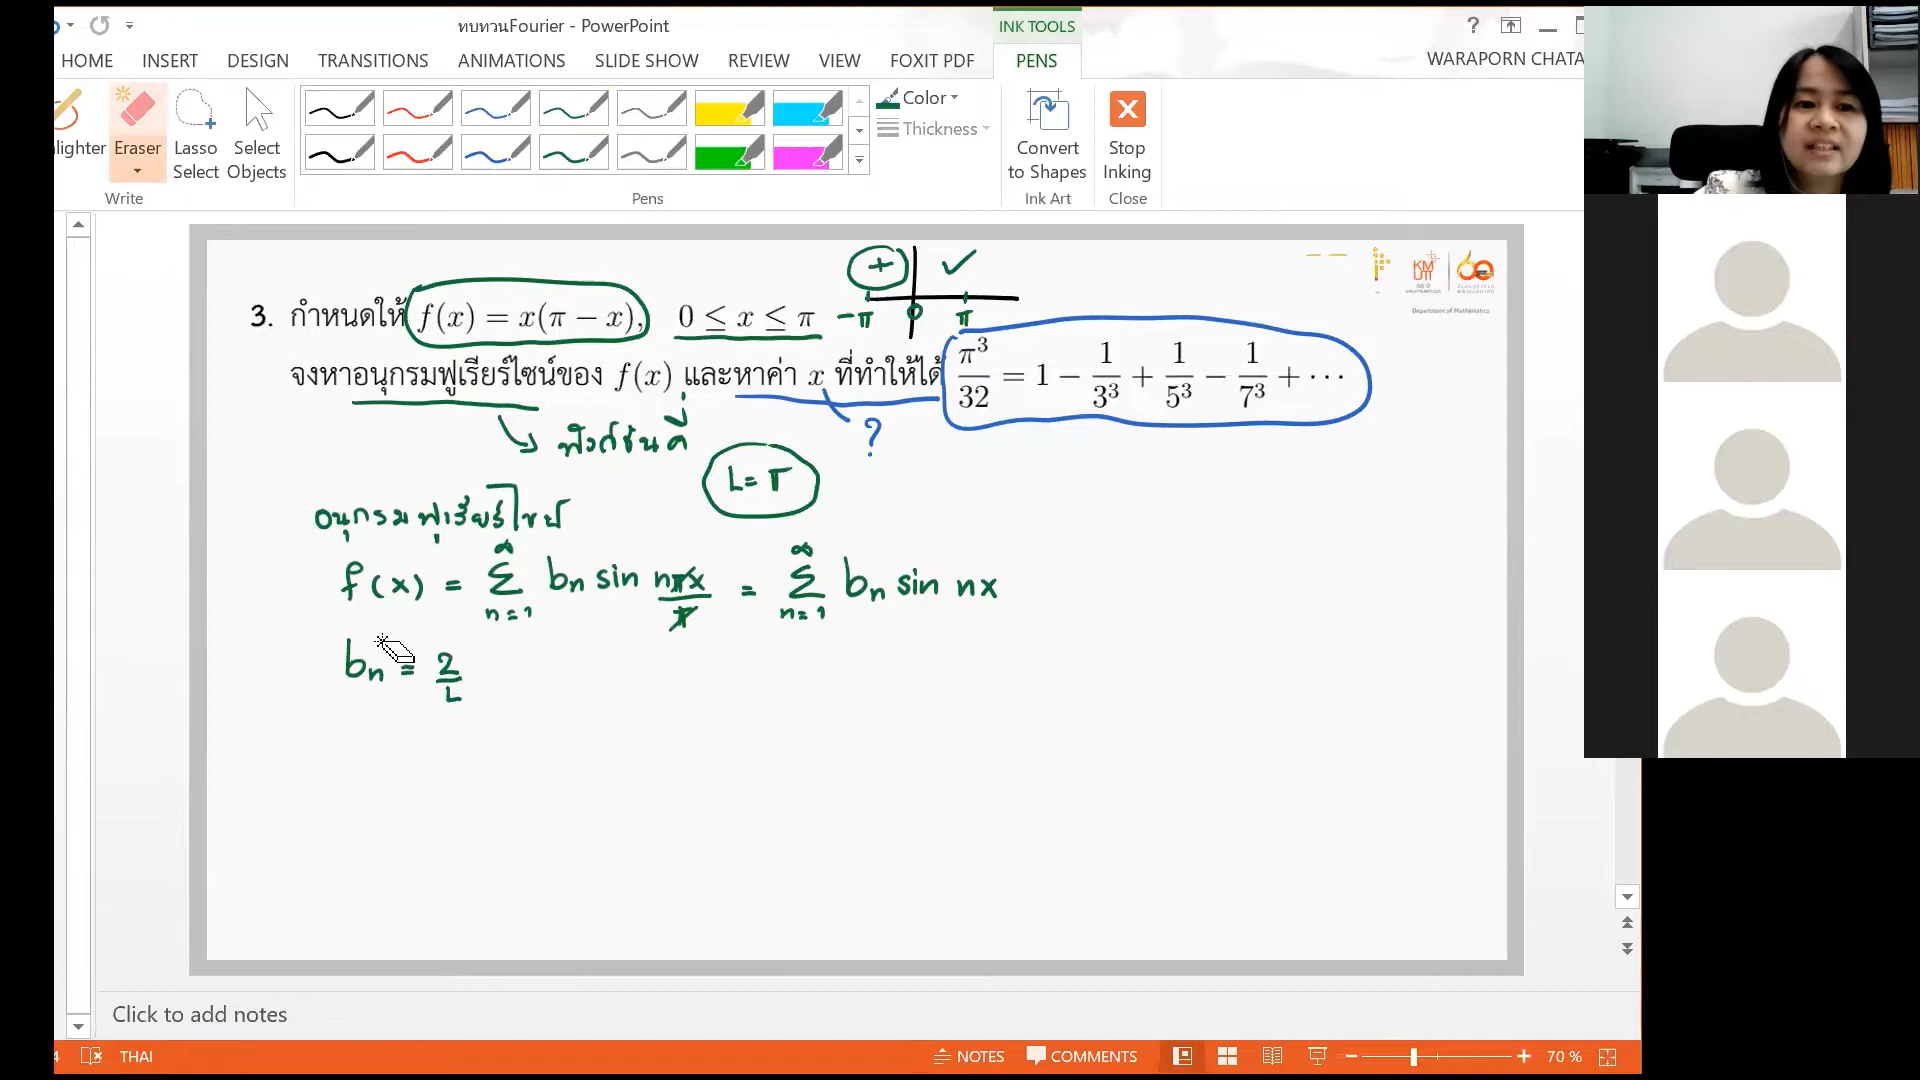 ทบทวนFourier - PowerPoint
INK TOOLS
HOME INSERT DESIGN TRANSITIONS ANIMATIONS SLIDE SHOW REVIEW VIEW FOXIT PDF PENS
WARAPORN CHATA
lighter Eraser Lasso Select Select Objects
Color
Thickness
Convert to Shapes
Stop Inking
Write Pens Ink Art Close
+ ✓
-π 0 π
3. กำหนดให้ f(x) = x(π − x), 0 ≤ x ≤ π
จงหาอนุกรมฟูเรียร์ไซน์ของ f(x) และหาค่า x ที่ทำให้ได้ π³/32 = 1 − 1/3³ + 1/5³ − 1/7³ + ⋯
ฟังก์ชันคี่
?
L = π
อนุกรมฟูเรียร์ไซน์
f(x) = ∞ Σ n=1 bn sin nπx/π = ∞ Σ n=1 bn sin nx
bn = 2/L
KMUTT
Department of Mathematics
Click to add notes
4 THAI NOTES COMMENTS 70 %